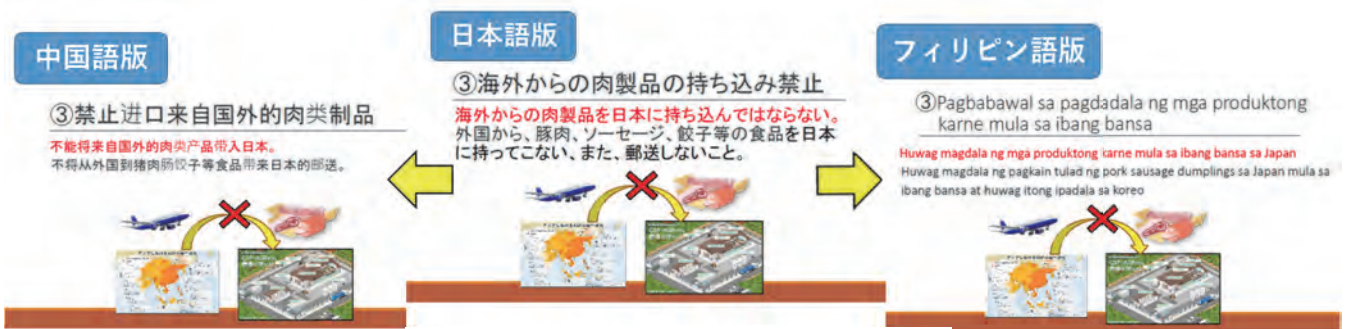 中国語版
③禁止进口来自国外的肉类制品
不能将来自国外的肉类产品带入日本。
不将从外国到猪肉肠饺子等食品带来日本的邮送。
日本語版
③海外からの肉製品の持ち込み禁止
海外からの肉製品を日本に持ち込んではならない。
外国から、豚肉、ソーセージ、餃子等の食品を日本
に持ってこない、また、郵送しないこと。
フィリピン語版
③Pagbabawal sa pagdadala ng mga produktong
karne mula sa ibang bansa
Huwag magdala ng mga produktong karne mula sa ibang bansa sa Japan
Huwag magdala ng pagkain tulad ng pork sausage dumplings sa Japan mula sa
ibang bansa at huwag itong ipadala sa koreo